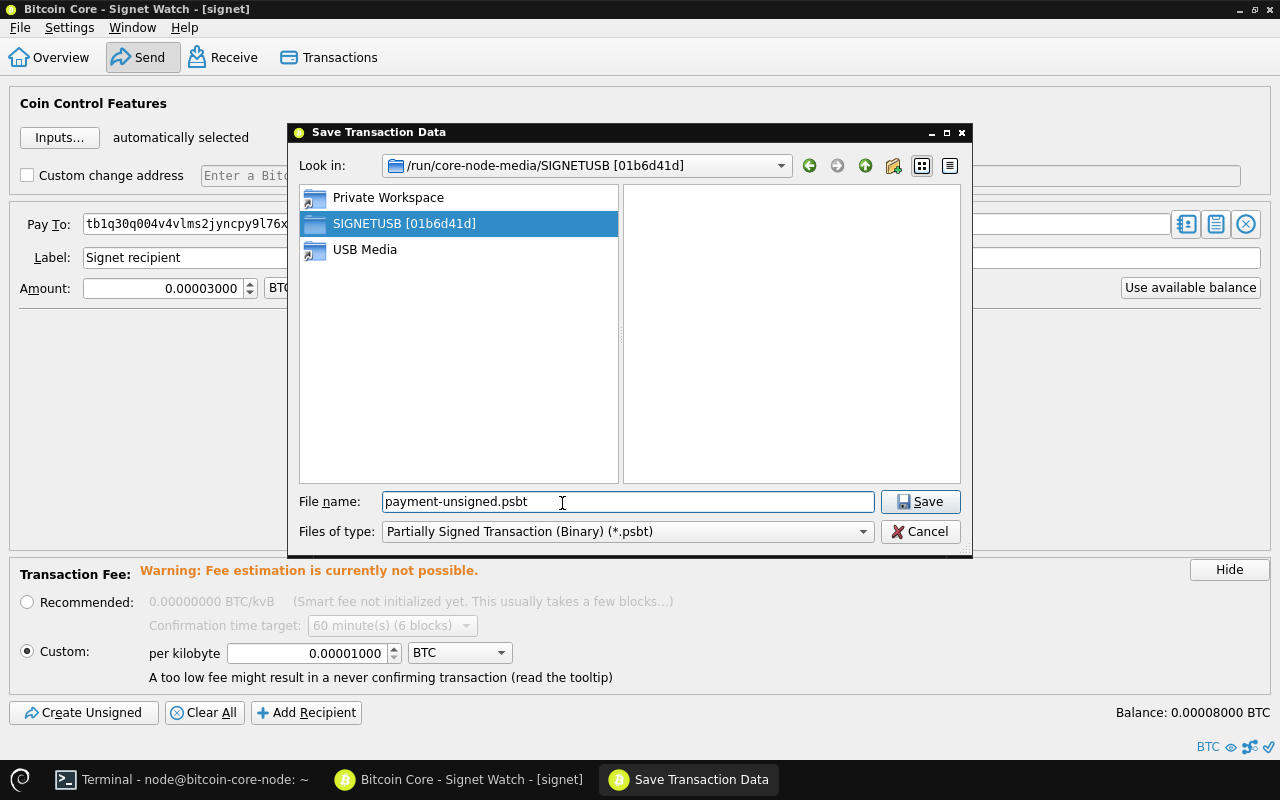 Bitcoin Core - Signet Watch - [signet]
File Settings Window Help
Overview Send Receive Transactions
Coin Control Features
Inputs... automatically selected
Custom change address Enter a Bitc
Pay To: tb1q30q004v4vlms2jyncpy9l76x
Label: Signet recipient
Amount: 0.00003000 BTC Use available balance
Save Transaction Data
Look in: /run/core-node-media/SIGNETUSB [01b6d41d]
Private Workspace
SIGNETUSB [01b6d41d]
USB Media
File name: payment-unsigned.psbt Save
Files of type: Partially Signed Transaction (Binary) (*.psbt) Cancel
Transaction Fee: Warning: Fee estimation is currently not possible. Hide
Recommended: 0.00000000 BTC/kvB (Smart fee not initialized yet. This usually takes a few blocks...)
Confirmation time target: 60 minute(s) (6 blocks)
Custom: per kilobyte 0.00001000 BTC
A too low fee might result in a never confirming transaction (read the tooltip)
Create Unsigned Clear All Add Recipient Balance: 0.00008000 BTC
BTC
Terminal - node@bitcoin-core-node: ~ Bitcoin Core - Signet Watch - [signet] Save Transaction Data